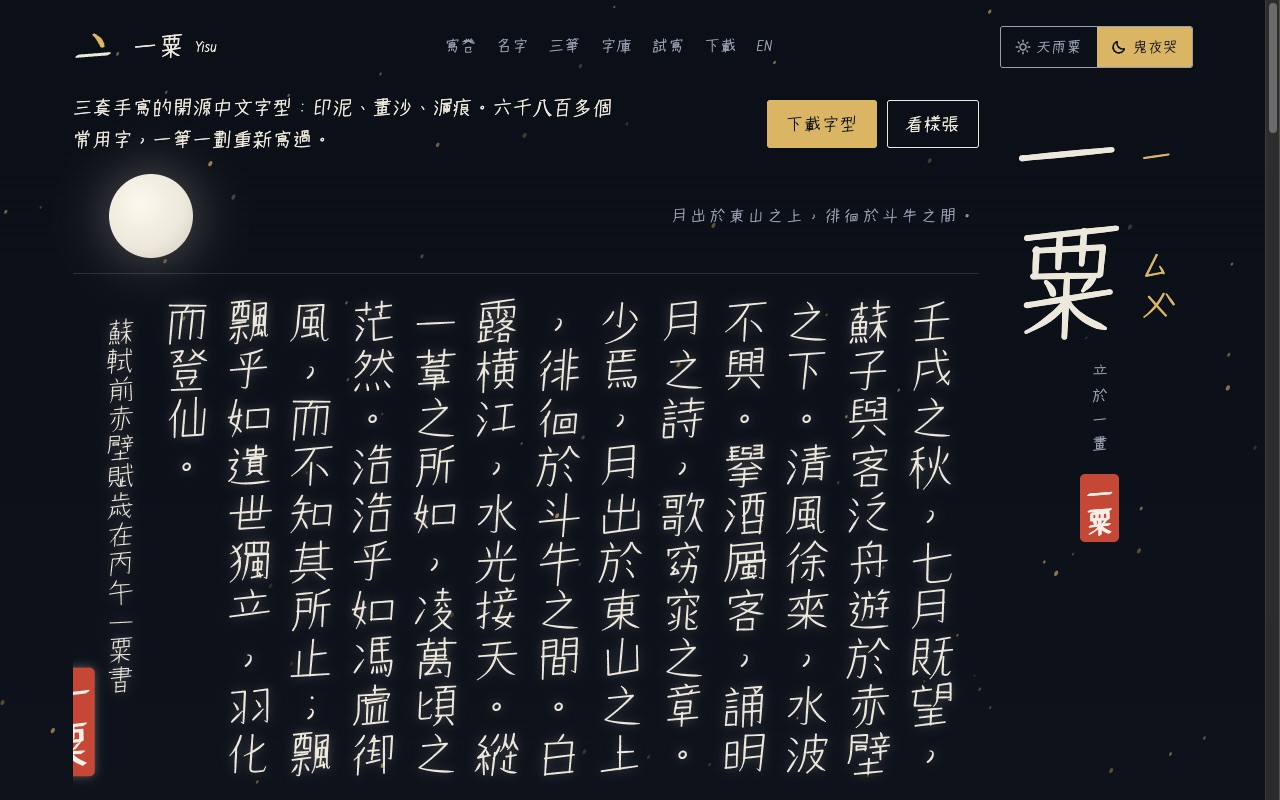 一粟 Yisu
寫卷 名字 三筆 字庫 試寫 下載 EN
天雨粟 鬼夜哭
三套手寫的開源中文字型：印泥、畫沙、漏痕。六千八百多個
常用字，一筆一劃重新寫過。
下載字型 看樣張
一粟
ㄧ
ㄙㄨˋ
立於一畫
一粟
月出於東山之上，徘徊於斗牛之間。
壬戌之秋，七月既望，
蘇子與客泛舟遊於赤壁
之下。清風徐來，水波
不興。舉酒屬客，誦明
月之詩，歌窈窕之章。
少焉，月出於東山之上
，徘徊於斗牛之間。白
露橫江，水光接天。縱
一葦之所如，凌萬頃之
茫然。浩浩乎如馮虛御
風，而不知其所止；飄
飄乎如遺世獨立，羽化
而登仙。
蘇軾前赤壁賦歲在丙午一粟書
一粟